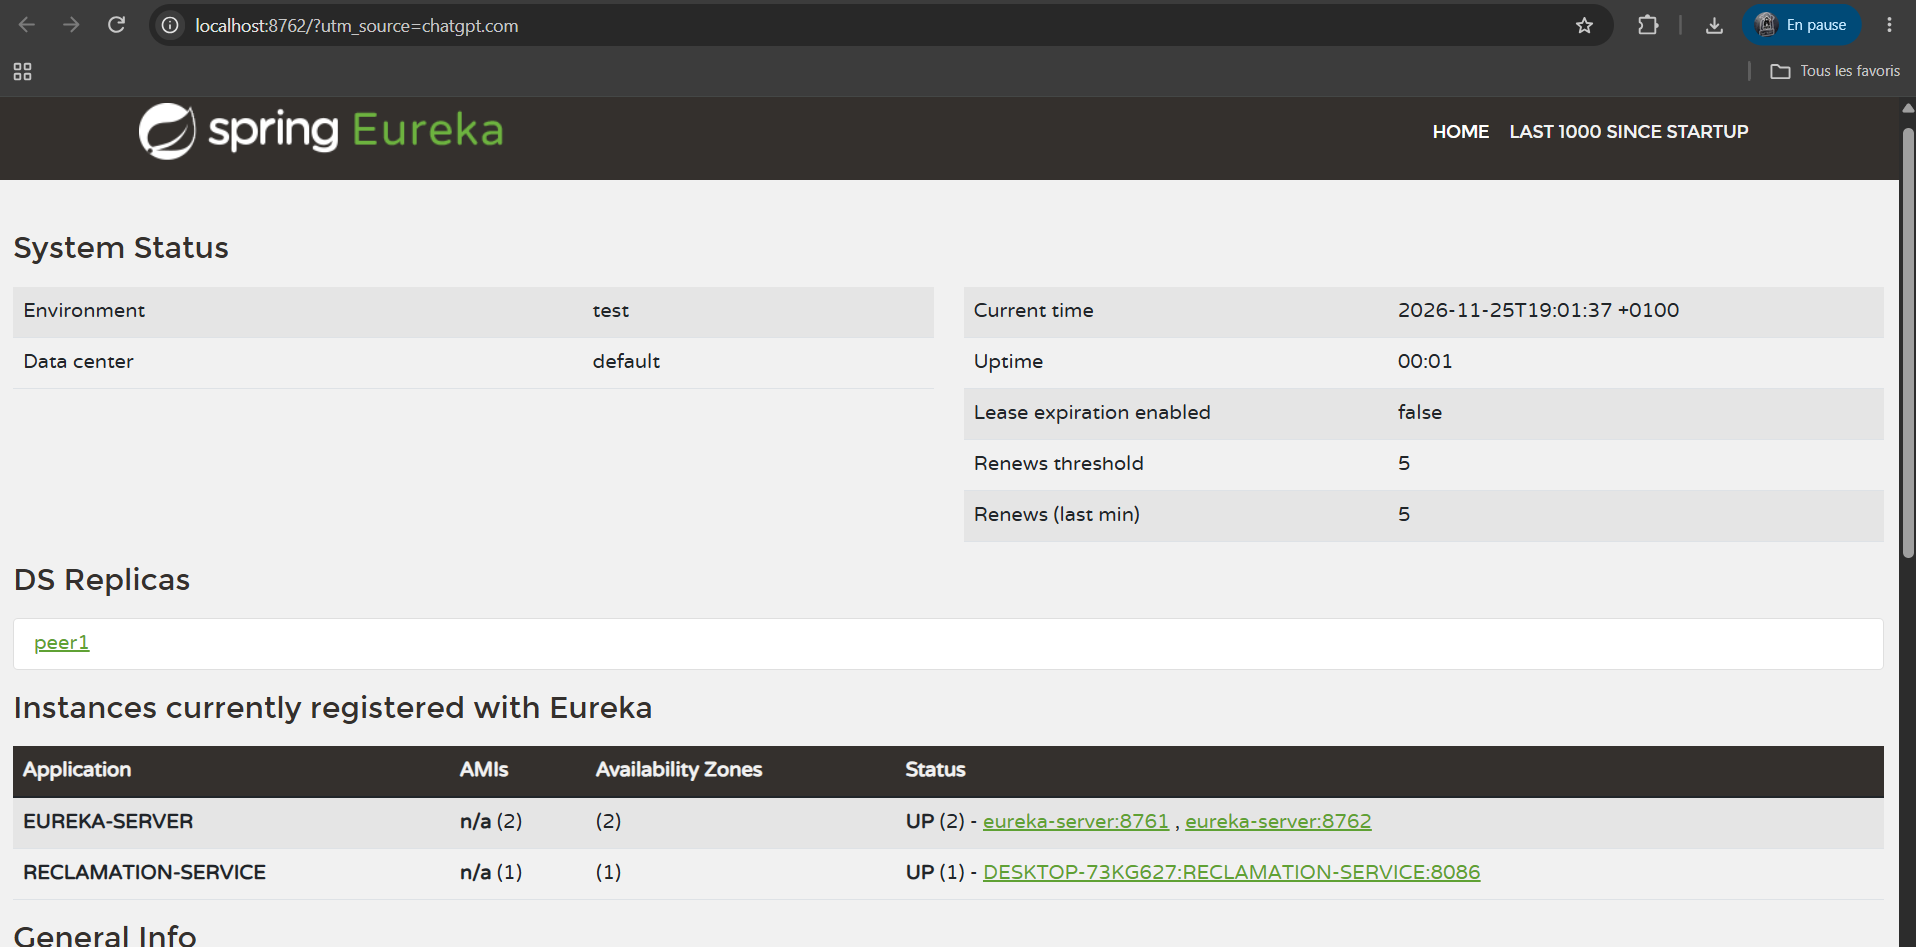 localhost:8762/?utm_source=chatgpt.com
En pause
Tous les favoris
spring Eureka
HOME LAST 1000 SINCE STARTUP
System Status
Environment test
Data center default
Current time 2026-11-25T19:01:37 +0100
Uptime 00:01
Lease expiration enabled false
Renews threshold 5
Renews (last min) 5
DS Replicas
peer1
Instances currently registered with Eureka
Application AMIs Availability Zones Status
EUREKA-SERVER n/a (2) (2) UP (2) - eureka-server:8761 , eureka-server:8762
RECLAMATION-SERVICE n/a (1) (1) UP (1) - DESKTOP-73KG627:RECLAMATION-SERVICE:8086
General Info